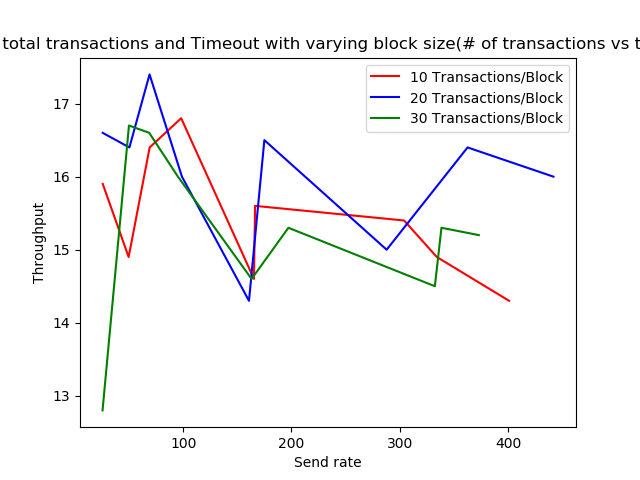 total transactions and Timeout with varying block size(# of transactions vs t
10 Transactions/Block
20 Transactions/Block
30 Transactions/Block
Throughput
17
16
15
14
13
100 200 300 400
Send rate